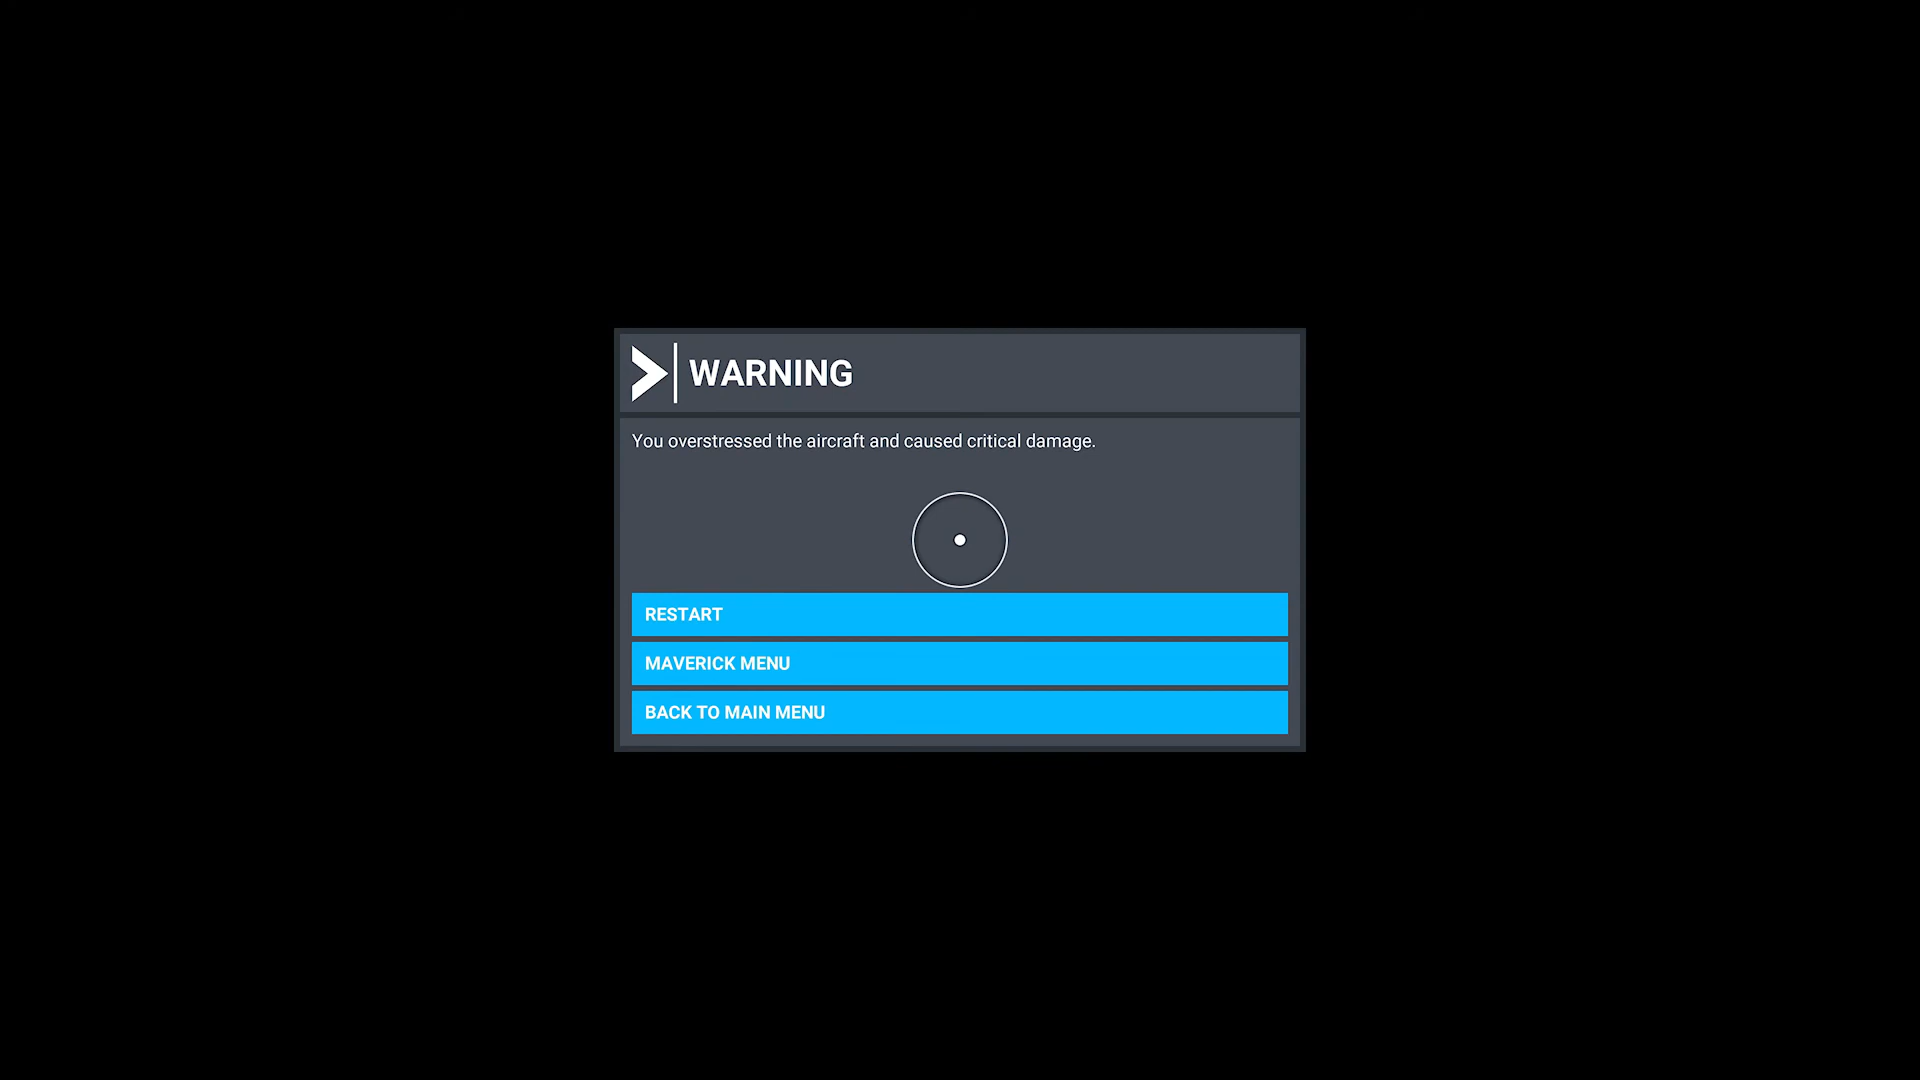 WARNING
You overstressed the aircraft and caused critical damage.
RESTART
MAVERICK MENU
BACK TO MAIN MENU